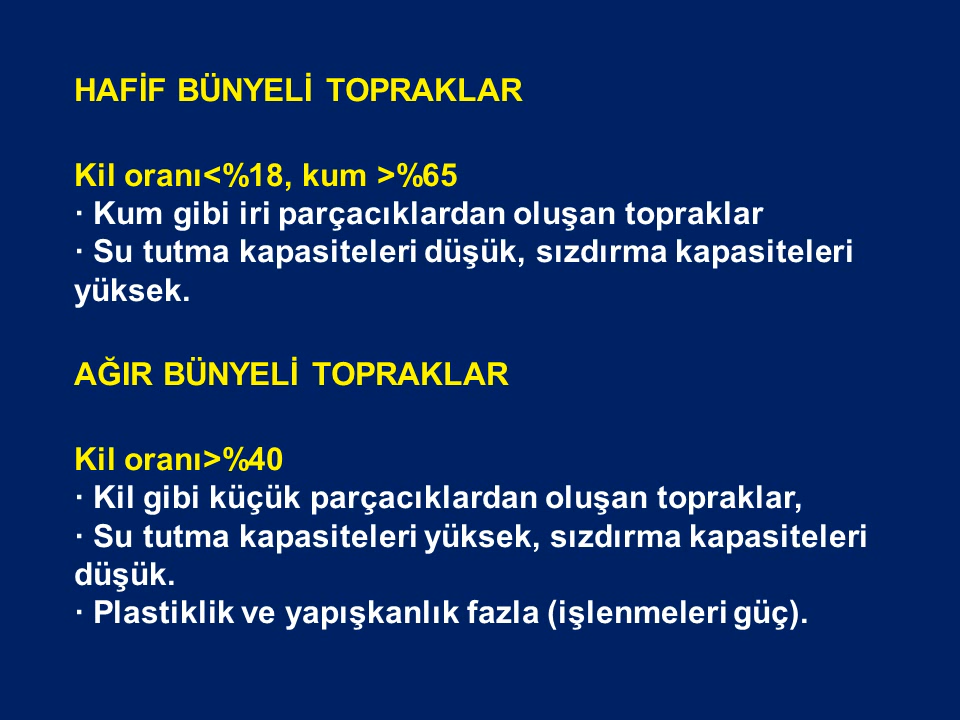 HAFİF BÜNYELİ TOPRAKLAR
Kil oranı<%18, kum >%65
· Kum gibi iri parçacıklardan oluşan topraklar
· Su tutma kapasiteleri düşük, sızdırma kapasiteleri
yüksek.
AĞIR BÜNYELİ TOPRAKLAR
Kil oranı>%40
· Kil gibi küçük parçacıklardan oluşan topraklar,
· Su tutma kapasiteleri yüksek, sızdırma kapasiteleri
düşük.
· Plastiklik ve yapışkanlık fazla (işlenmeleri güç).